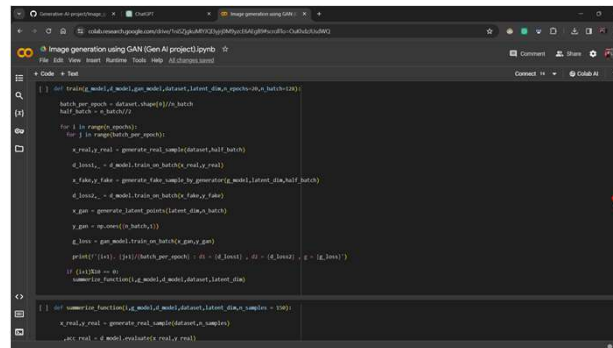 Generative-AI-project/image_g
ChatGPT
Image generation using GAN (
colab.research.google.com/drive/
Image generation using GAN (Gen AI project).ipynb
File Edit View Insert Runtime Tools Help All changes saved
Comment Share
+ Code + Text
Connect T4 Colab AI
[ ] def train(g_model,d_model,gan_model,dataset,latent_dim,n_epochs=20,n_batch=128):
batch_per_epoch = dataset.shape[0]//n_batch
half_batch = n_batch//2
for i in range(n_epochs):
for j in range(batch_per_epoch):
x_real,y_real = generate_real_sample(dataset,half_batch)
d_loss1,_ = d_model.train_on_batch(x_real,y_real)
x_fake,y_fake = generate_fake_sample_by_generator(g_model,latent_dim,half_batch)
d_loss2,_ = d_model.train_on_batch(x_fake,y_fake)
x_gan = generate_latent_points(latent_dim,n_batch)
y_gan = np.ones((n_batch,1))
g_loss = gan_model.train_on_batch(x_gan,y_gan)
print(f'{i+1}, {j+1}/{batch_per_epoch} : d1 = {d_loss1} , d2 = {d_loss2} , g = {g_loss}')
if (i+1)%10 == 0:
summerize_function(i,g_model,d_model,dataset,latent_dim)
[ ] def summerize_function(i,g_model,d_model,dataset,latent_dim,n_samples = 150):
x_real,y_real = generate_real_sample(dataset,n_samples)
_,acc_real = d_model.evaluate(x_real,y_real)